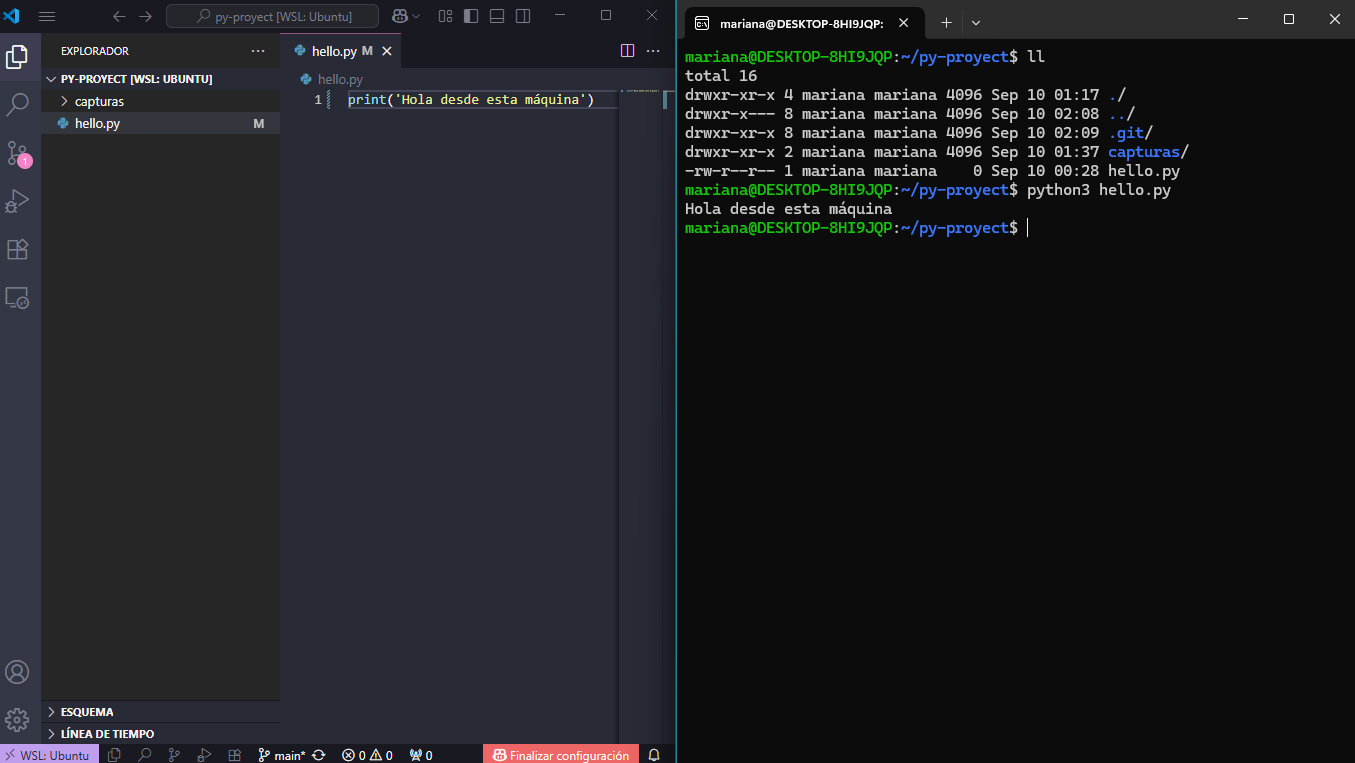 py-proyect [WSL: Ubuntu]
EXPLORADOR
PY-PROYECT [WSL: UBUNTU]
capturas
hello.py M
ESQUEMA
LÍNEA DE TIEMPO
hello.py M
hello.py
1 print('Hola desde esta máquina')
1
WSL: Ubuntu main* 0 0 0 Finalizar configuración
mariana@DESKTOP-8HI9JQP:
mariana@DESKTOP-8HI9JQP:~/py-proyect$ ll
total 16
drwxr-xr-x 4 mariana mariana 4096 Sep 10 01:17 ./
drwxr-x--- 8 mariana mariana 4096 Sep 10 02:08 ../
drwxr-xr-x 8 mariana mariana 4096 Sep 10 02:09 .git/
drwxr-xr-x 2 mariana mariana 4096 Sep 10 01:37 capturas/
-rw-r--r-- 1 mariana mariana    0 Sep 10 00:28 hello.py
mariana@DESKTOP-8HI9JQP:~/py-proyect$ python3 hello.py
Hola desde esta máquina
mariana@DESKTOP-8HI9JQP:~/py-proyect$